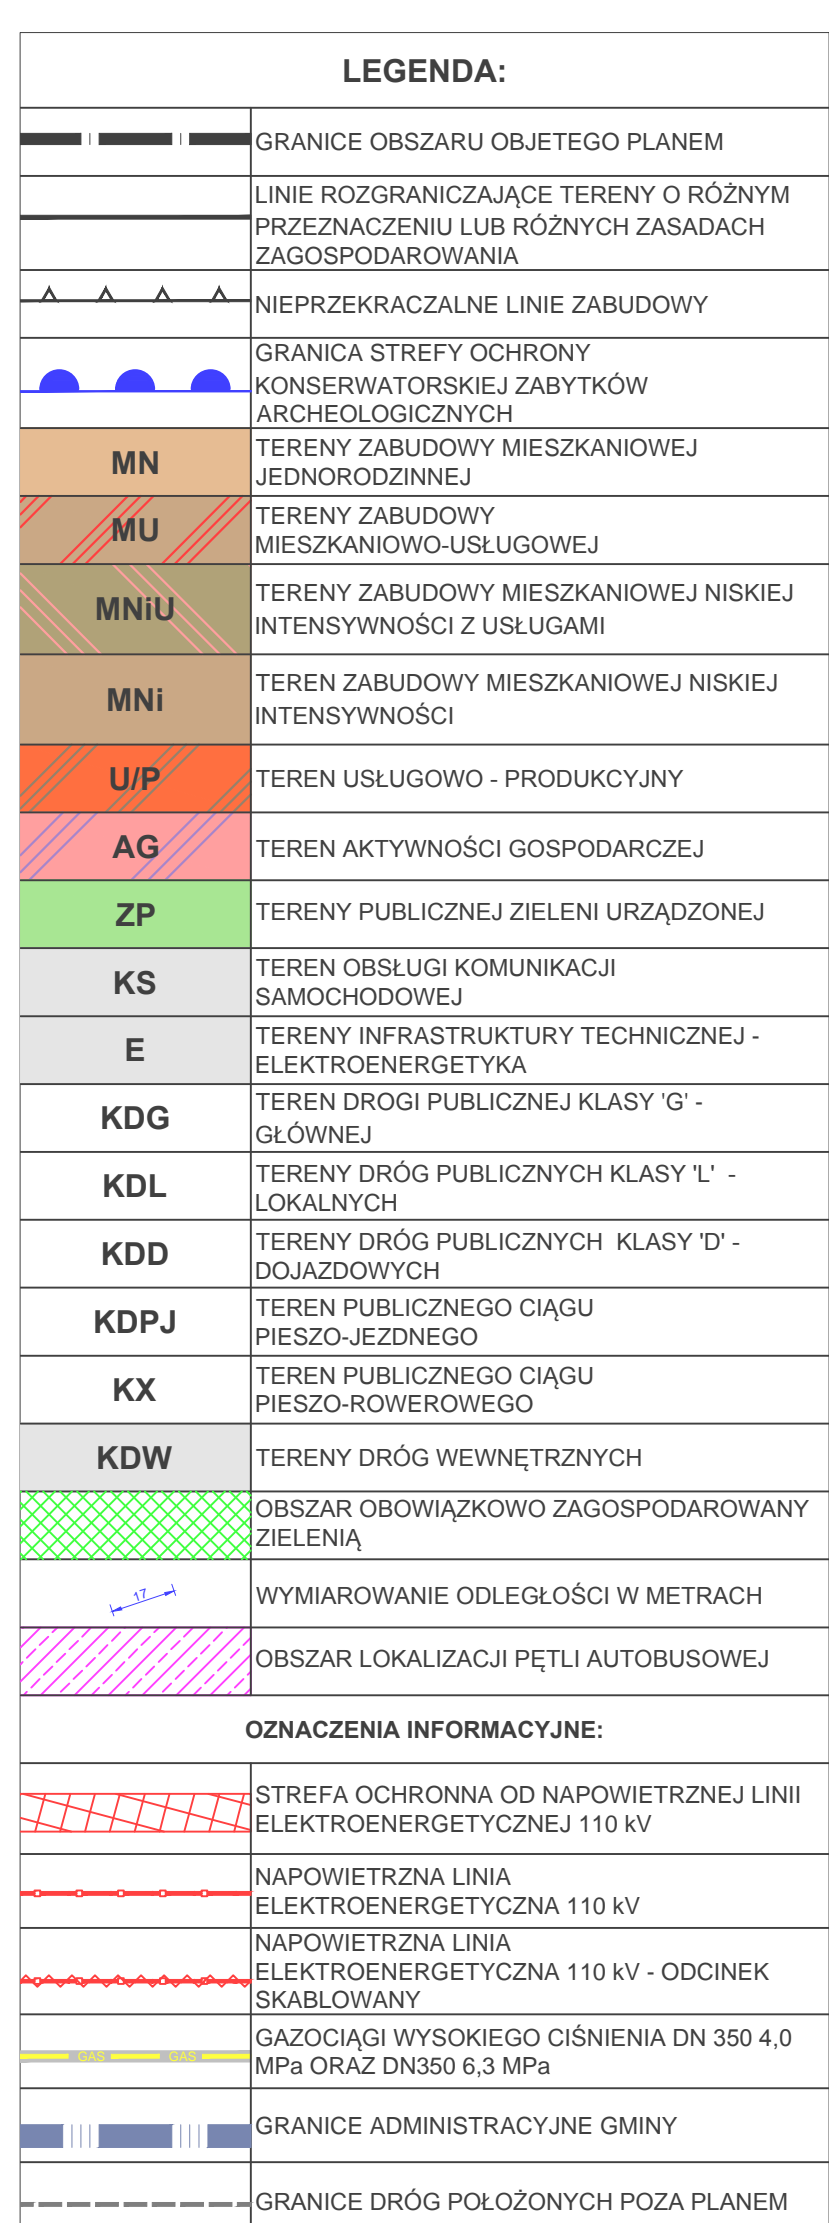 LEGENDA:
GRANICE OBSZARU OBJETEGO PLANEM
LINIE ROZGRANICZAJĄCE TERENY O RÓŻNYM
PRZEZNACZENIU LUB RÓŻNYCH ZASADACH
ZAGOSPODAROWANIA
NIEPRZEKRACZALNE LINIE ZABUDOWY
GRANICA STREFY OCHRONY
KONSERWATORSKIEJ ZABYTKÓW
ARCHEOLOGICZNYCH
MN
TERENY ZABUDOWY MIESZKANIOWEJ
JEDNORODZINNEJ
MU
TERENY ZABUDOWY
MIESZKANIOWO-USŁUGOWEJ
MNiU
TERENY ZABUDOWY MIESZKANIOWEJ NISKIEJ
INTENSYWNOŚCI Z USŁUGAMI
MNi
TEREN ZABUDOWY MIESZKANIOWEJ NISKIEJ
INTENSYWNOŚCI
U/P
TEREN USŁUGOWO - PRODUKCYJNY
AG
TEREN AKTYWNOŚCI GOSPODARCZEJ
ZP
TERENY PUBLICZNEJ ZIELENI URZĄDZONEJ
KS
TEREN OBSŁUGI KOMUNIKACJI
SAMOCHODOWEJ
E
TERENY INFRASTRUKTURY TECHNICZNEJ -
ELEKTROENERGETYKA
KDG
TEREN DROGI PUBLICZNEJ KLASY 'G' -
GŁÓWNEJ
KDL
TERENY DRÓG PUBLICZNYCH KLASY 'L' -
LOKALNYCH
KDD
TERENY DRÓG PUBLICZNYCH KLASY 'D' -
DOJAZDOWYCH
KDPJ
TEREN PUBLICZNEGO CIĄGU
PIESZO-JEZDNEGO
KX
TEREN PUBLICZNEGO CIĄGU
PIESZO-ROWEROWEGO
KDW
TERENY DRÓG WEWNĘTRZNYCH
OBSZAR OBOWIĄZKOWO ZAGOSPODAROWANY
ZIELENIĄ
17
WYMIAROWANIE ODLEGŁOŚCI W METRACH
OBSZAR LOKALIZACJI PĘTLI AUTOBUSOWEJ
OZNACZENIA INFORMACYJNE:
STREFA OCHRONNA OD NAPOWIETRZNEJ LINII
ELEKTROENERGETYCZNEJ 110 kV
NAPOWIETRZNA LINIA
ELEKTROENERGETYCZNA 110 kV
NAPOWIETRZNA LINIA
ELEKTROENERGETYCZNA 110 kV - ODCINEK
SKABLOWANY
GAS GAS
GAZOCIĄGI WYSOKIEGO CIŚNIENIA DN 350 4,0
MPa ORAZ DN350 6,3 MPa
GRANICE ADMINISTRACYJNE GMINY
GRANICE DRÓG POŁOŻONYCH POZA PLANEM